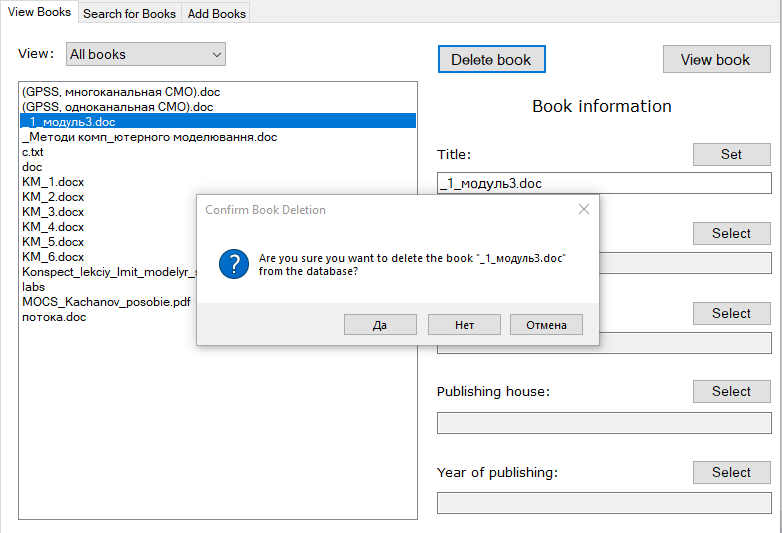 View Books
Search for Books
Add Books
View:
All books
Delete book
View book
(GPSS, многоканальная СМО).doc
(GPSS, одноканальная СМО).doc
_1_модуль3.doc
_Методи комп_ютерного моделювання.doc
c.txt
doc
KM_1.docx
KM_2.docx
KM_3.docx
KM_4.docx
KM_5.docx
KM_6.docx
Konspect_lekciy_Imit_modelyr_s
labs
MOCS_Kachanov_posobie.pdf
потока.doc
Book information
Title:
Set
_1_модуль3.doc
Select
Select
Publishing house:
Select
Year of publishing:
Select
Confirm Book Deletion
Are you sure you want to delete the book "_1_модуль3.doc"
from the database?
Да
Нет
Отмена